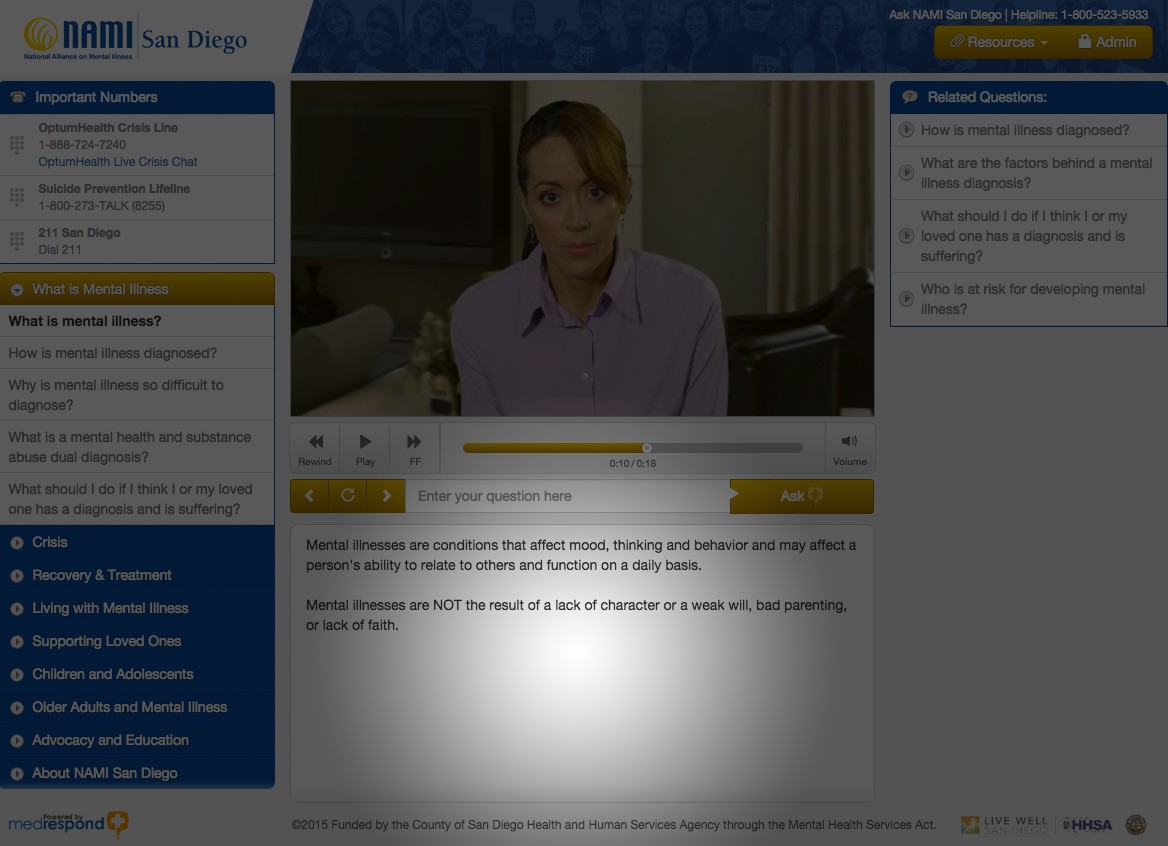 NAMI San Diego
National Alliance on Mental Illness
Ask NAMI San Diego | Helpline: 1-800-523-5933
Resources
Admin
Important Numbers
OptumHealth Crisis Line
1-888-724-7240
OptumHealth Live Crisis Chat
Suicide Prevention Lifeline
1-800-273-TALK (8255)
211 San Diego
Dial 211
What is Mental Illness
What is mental illness?
How is mental illness diagnosed?
Why is mental illness so difficult to
diagnose?
What is a mental health and substance
abuse dual diagnosis?
What should I do if I think I or my loved
one has a diagnosis and is suffering?
Crisis
Recovery & Treatment
Living with Mental Illness
Supporting Loved Ones
Children and Adolescents
Older Adults and Mental Illness
Advocacy and Education
About NAMI San Diego
Rewind
Play
FF
0:10 / 0:18
Volume
Enter your question here
Ask
Mental illnesses are conditions that affect mood, thinking and behavior and may affect a
person's ability to relate to others and function on a daily basis.
Mental illnesses are NOT the result of a lack of character or a weak will, bad parenting,
or lack of faith.
Related Questions:
How is mental illness diagnosed?
What are the factors behind a mental
illness diagnosis?
What should I do if I think I or my
loved one has a diagnosis and is
suffering?
Who is at risk for developing mental
illness?
Powered by
medrespond
©2015 Funded by the County of San Diego Health and Human Services Agency through the Mental Health Services Act.
LIVE WELL
SAN DIEGO
HHSA